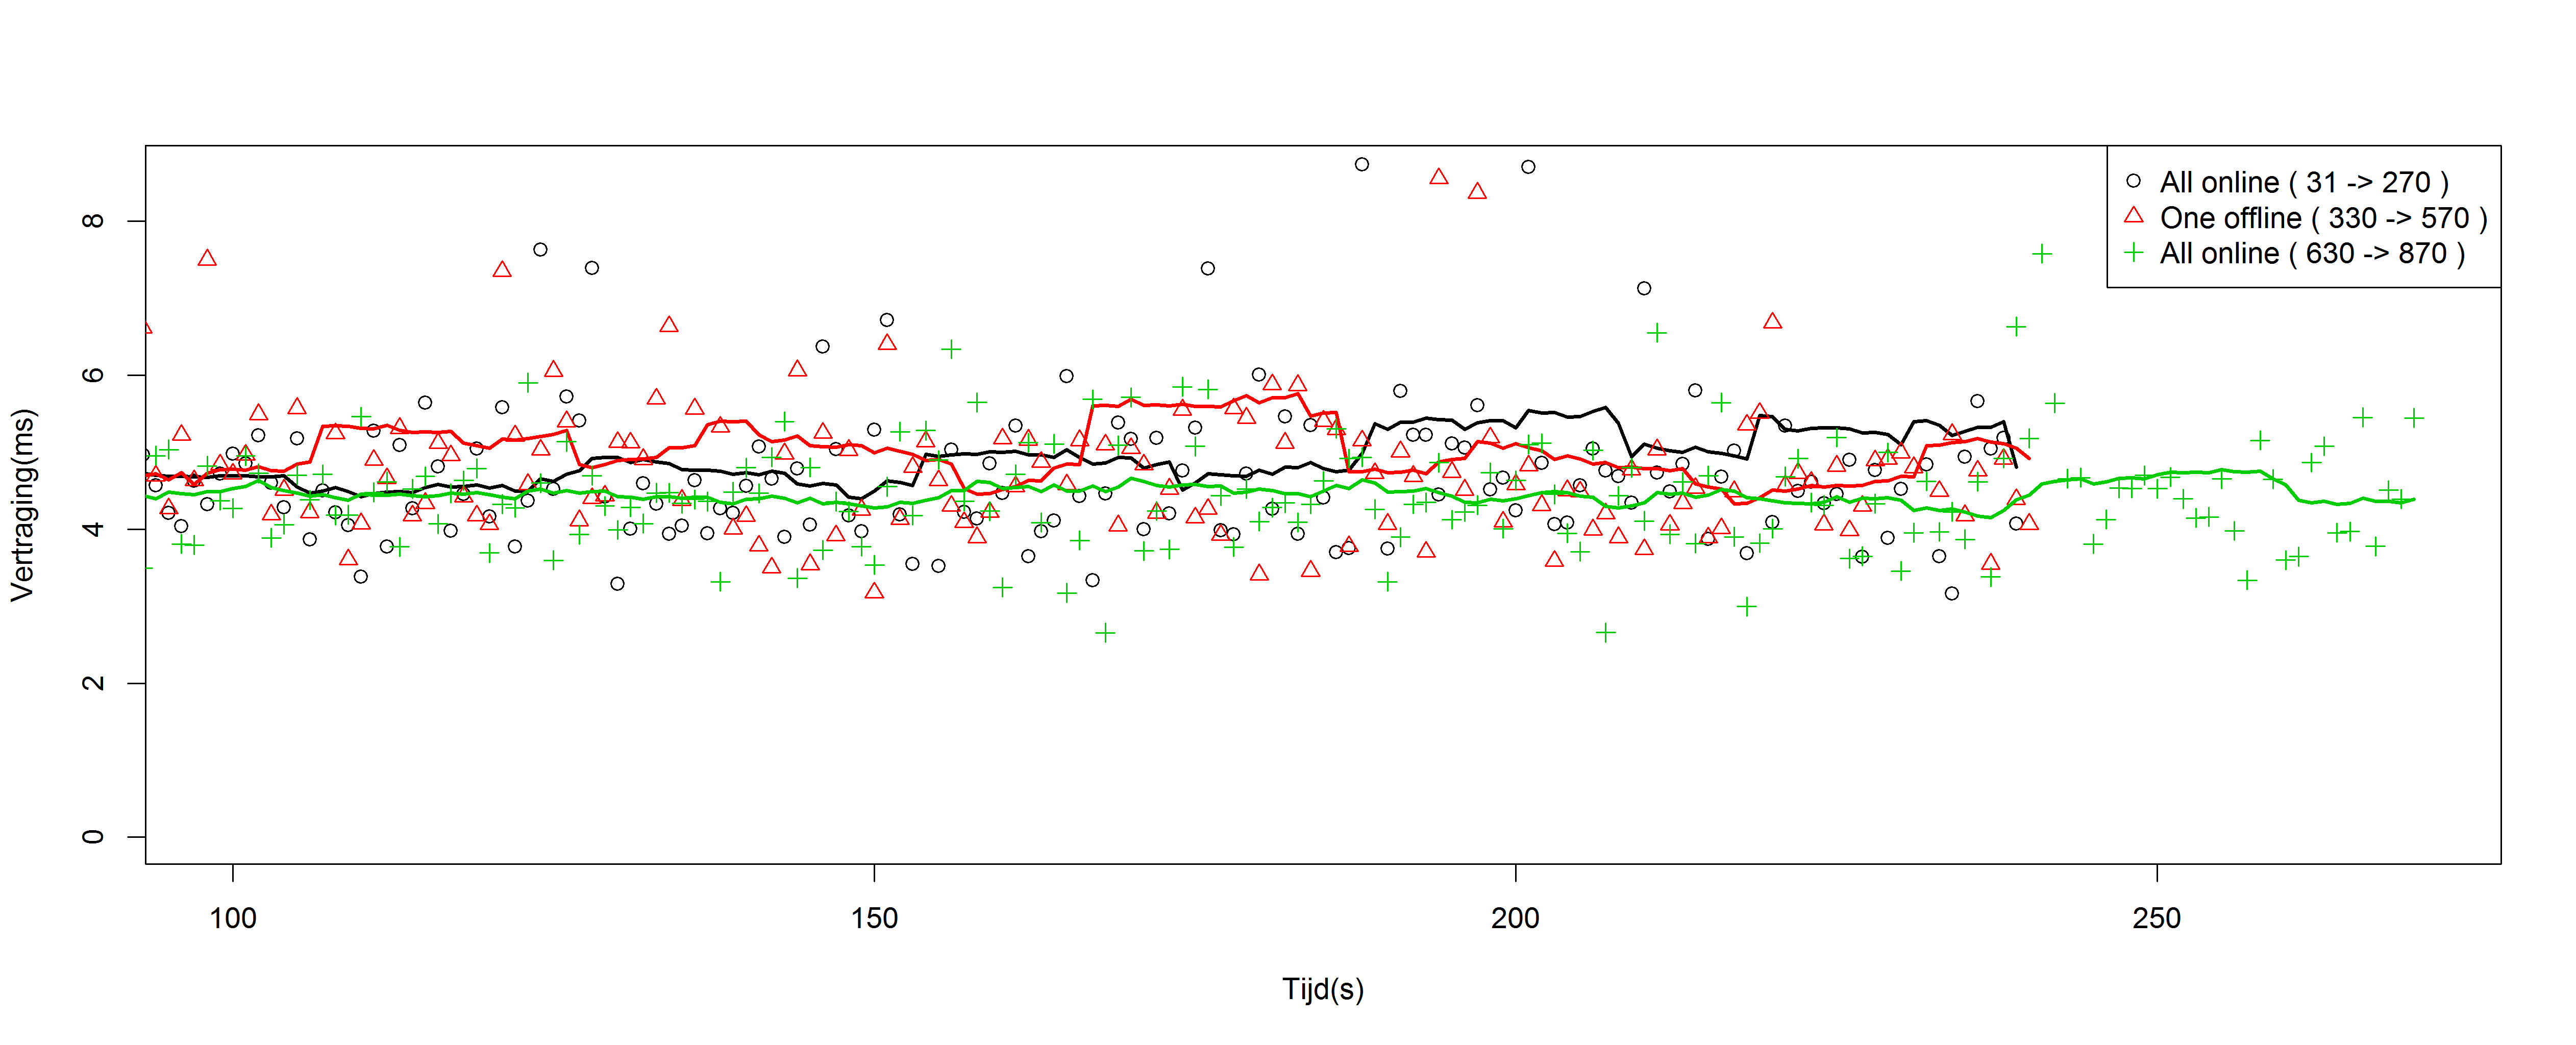 All online ( 31 -> 270 )
One offline ( 330 -> 570 )
All online ( 630 -> 870 )
Vertraging(ms)
8
6
4
2
0
100
150
200
250
Tijd(s)